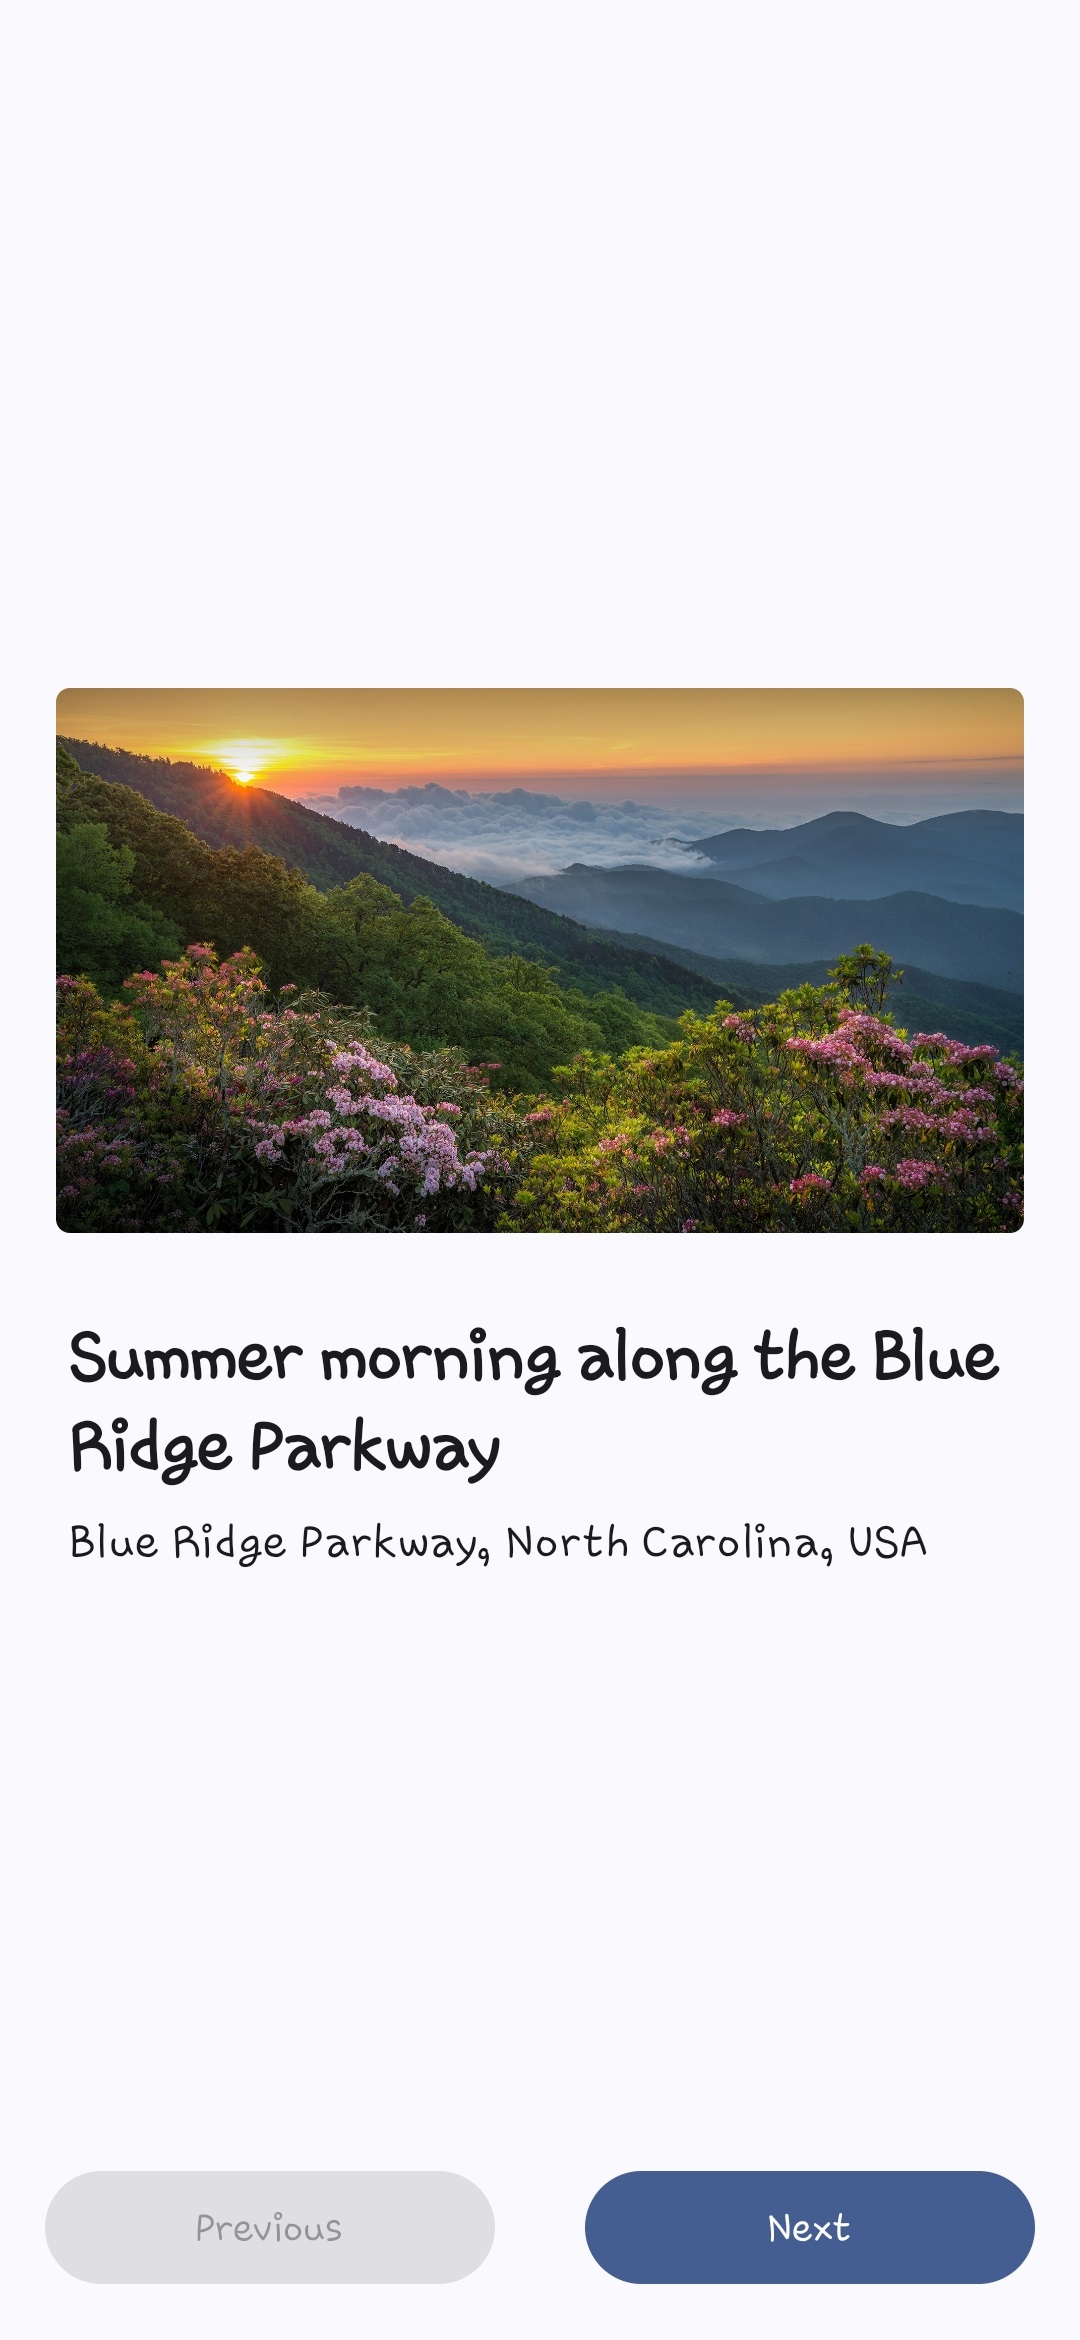 Summer morning along the Blue
Ridge Parkway
Blue Ridge Parkway, North Carolina, USA
Previous
Next